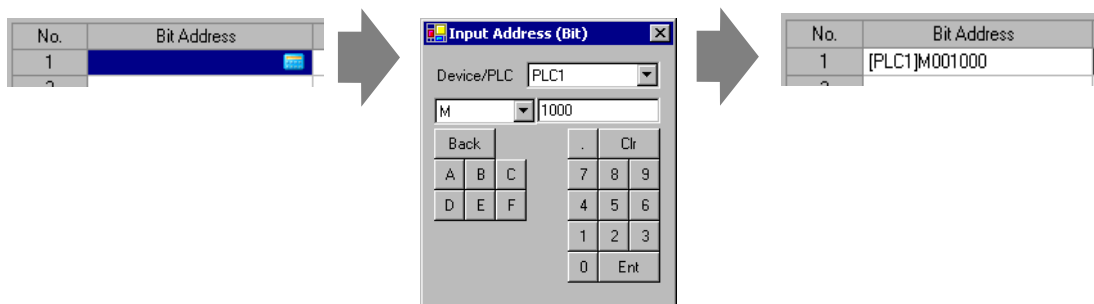 No. Bit Address
1
Input Address (Bit)
Device/PLC PLC1
M 1000
Back . Clr
A B C 7 8 9
D E F 4 5 6
1 2 3
0 Ent
No. Bit Address
1 [PLC1]M001000